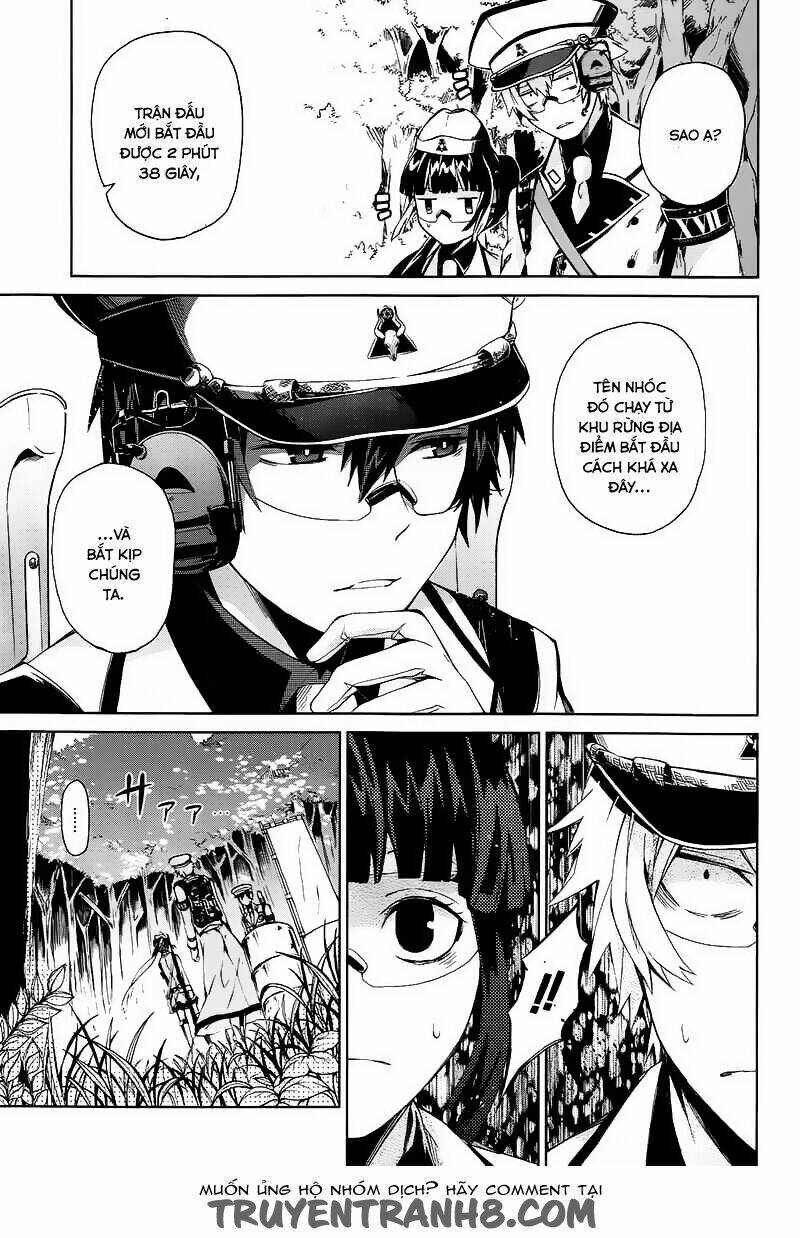 SAO Ạ?
TRẬN ĐẤU
MỚI BẮT ĐẦU
ĐƯỢC 2 PHÚT
38 GIÂY,
XVII
TÊN NHÓC
ĐÓ CHẠY TỪ
KHU RỪNG ĐỊA
ĐIỂM BẮT ĐẦU
CÁCH KHÁ XA
ĐÂY...
...VÀ
BẮT KỊP
CHÚNG
TA.
!!
ザァァ...
......
MUỐN ỦNG HỘ NHÓM DỊCH? HÃY COMMENT TẠI
TRUYENTRANH8.COM